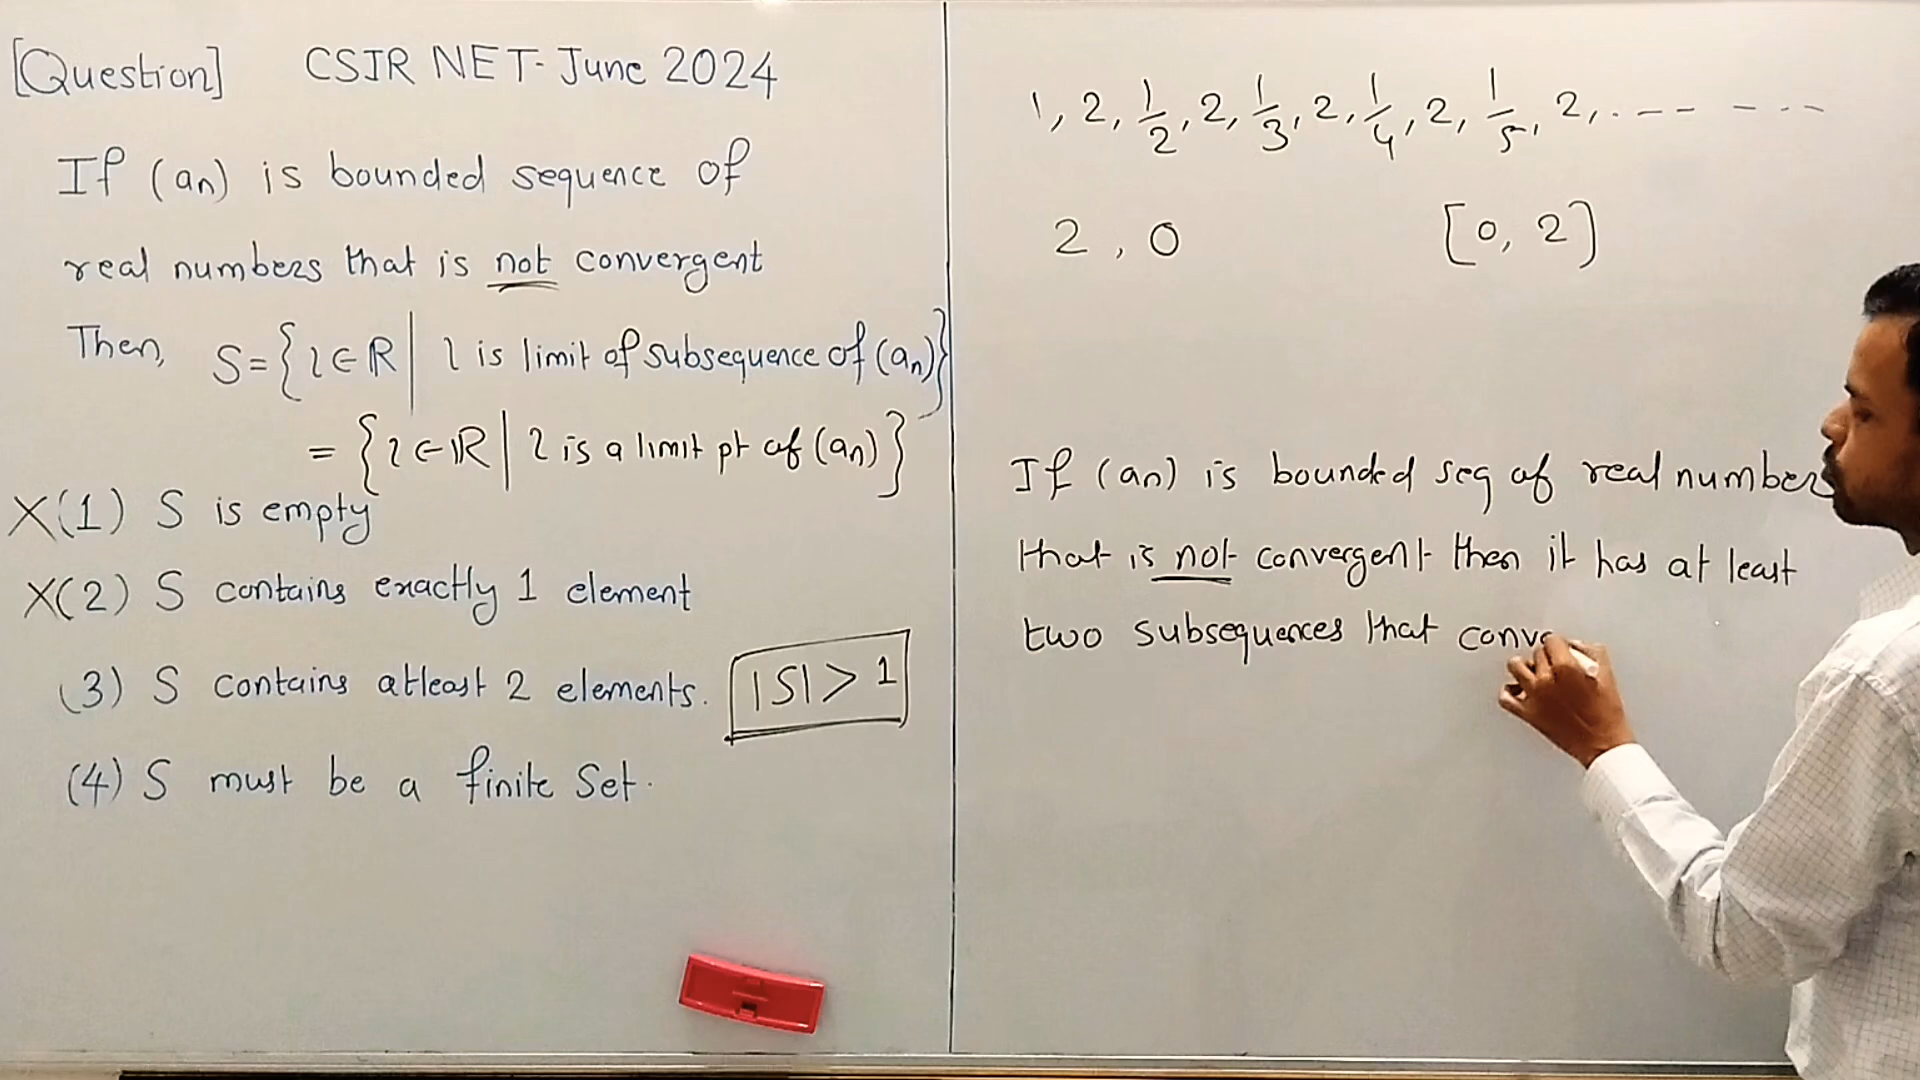 [Question] CSIR NET-June 2024
If (an) is bounded sequence of
real numbers that is not convergent
Then, S={l∈R| l is limit of subsequence of (an)}
= {l∈R| l is a limit pt of (an)}
X(1) S is empty
X(2) S contains exactly 1 element
(3) S contains atleast 2 elements. |S| > 1
(4) S must be a finite Set.
1, 2, 1/2, 2, 1/3, 2, 1/4, 2, 1/5, 2, .-- ---
2, 0 [0, 2]
If (an) is bounded seq of real numbers
that is not convergent then it has at least
two subsequences that conve